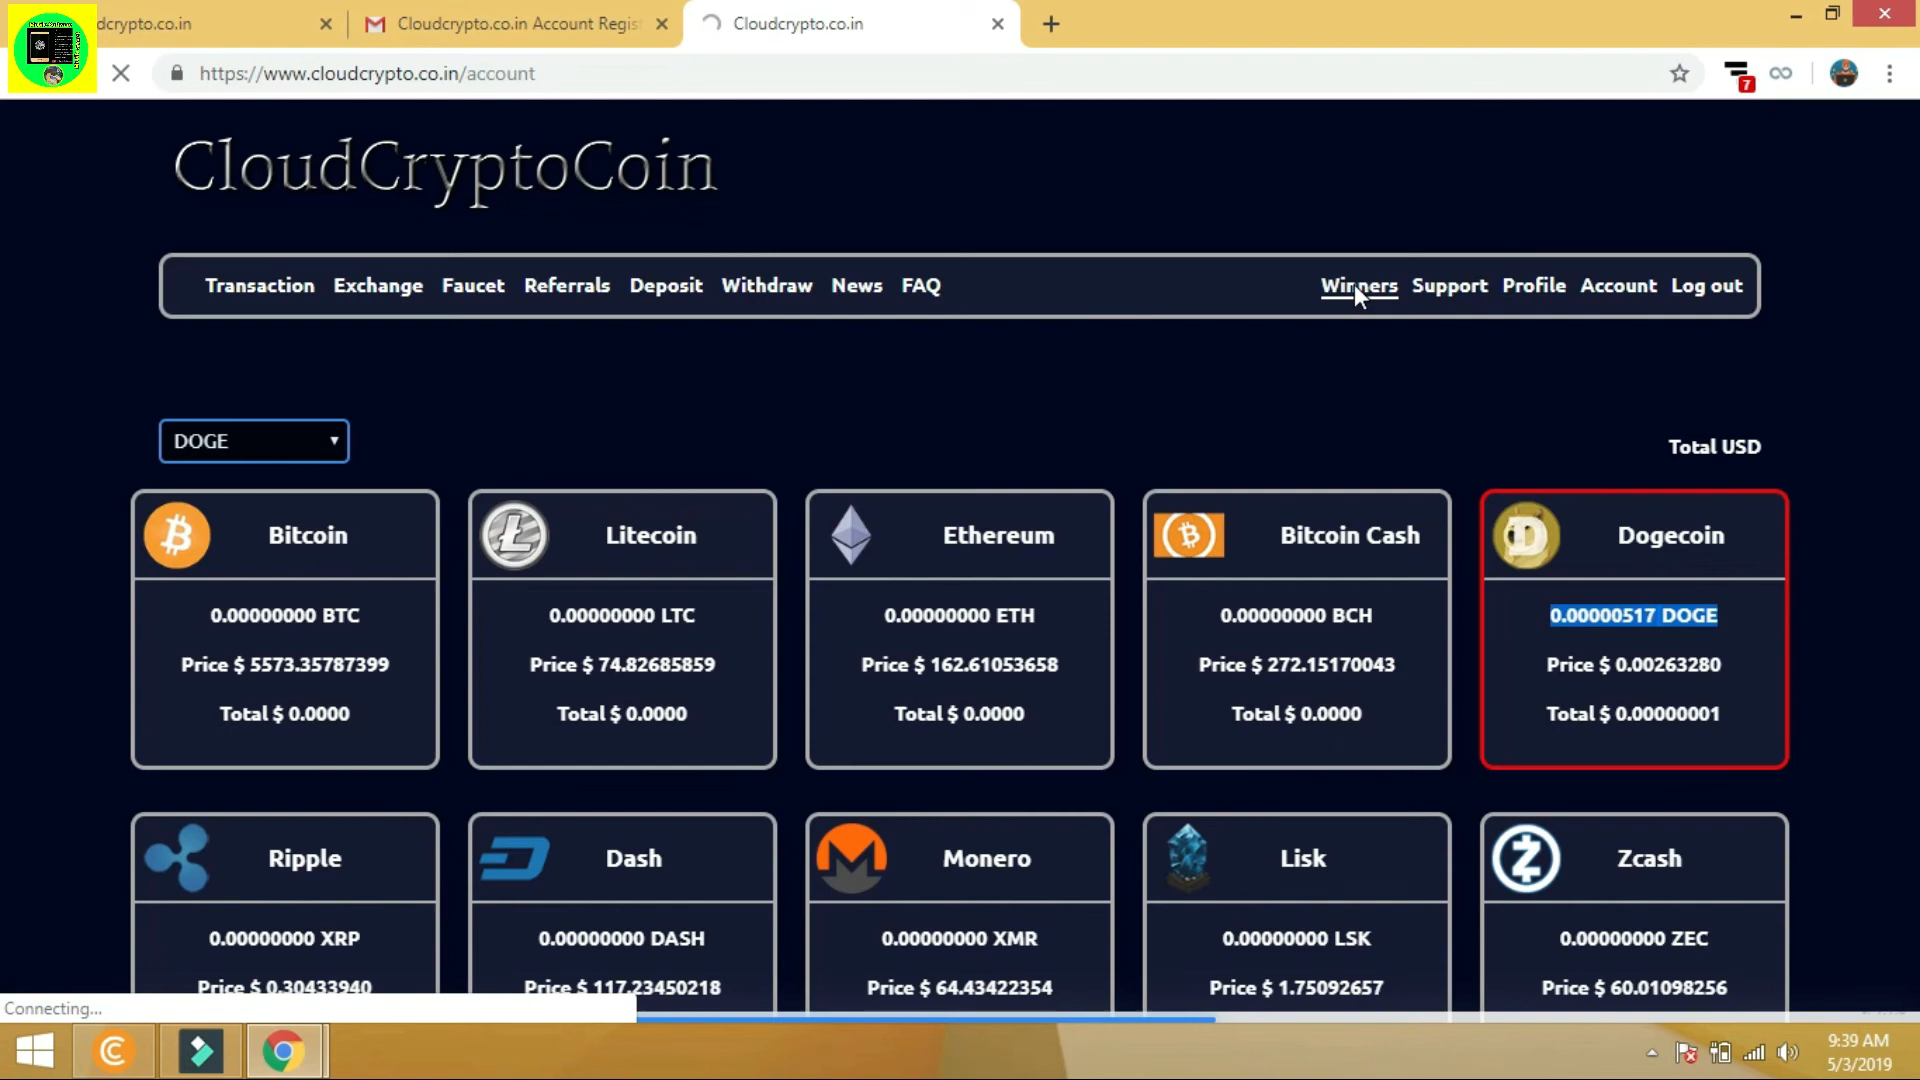 dcrypto.co.in
Cloudcrypto.co.in Account Regis
Cloudcrypto.co.in
https://www.cloudcrypto.co.in/account
7
CloudCryptoCoin
Transaction Exchange Faucet Referrals Deposit Withdraw News FAQ
Winners Support Profile Account Log out
DOGE
Total USD
Bitcoin
0.00000000 BTC
Price $ 5573.35787399
Total $ 0.0000
Litecoin
0.00000000 LTC
Price $ 74.82685859
Total $ 0.0000
Ethereum
0.00000000 ETH
Price $ 162.61053658
Total $ 0.0000
Bitcoin Cash
0.00000000 BCH
Price $ 272.15170043
Total $ 0.0000
Dogecoin
0.00000517 DOGE
Price $ 0.00263280
Total $ 0.00000001
Ripple
0.00000000 XRP
Price $ 0.30433940
Dash
0.00000000 DASH
Price $ 117.23450218
Monero
0.00000000 XMR
Price $ 64.43422354
Lisk
0.00000000 LSK
Price $ 1.75092657
Zcash
0.00000000 ZEC
Price $ 60.01098256
Connecting...
9:39 AM
5/3/2019